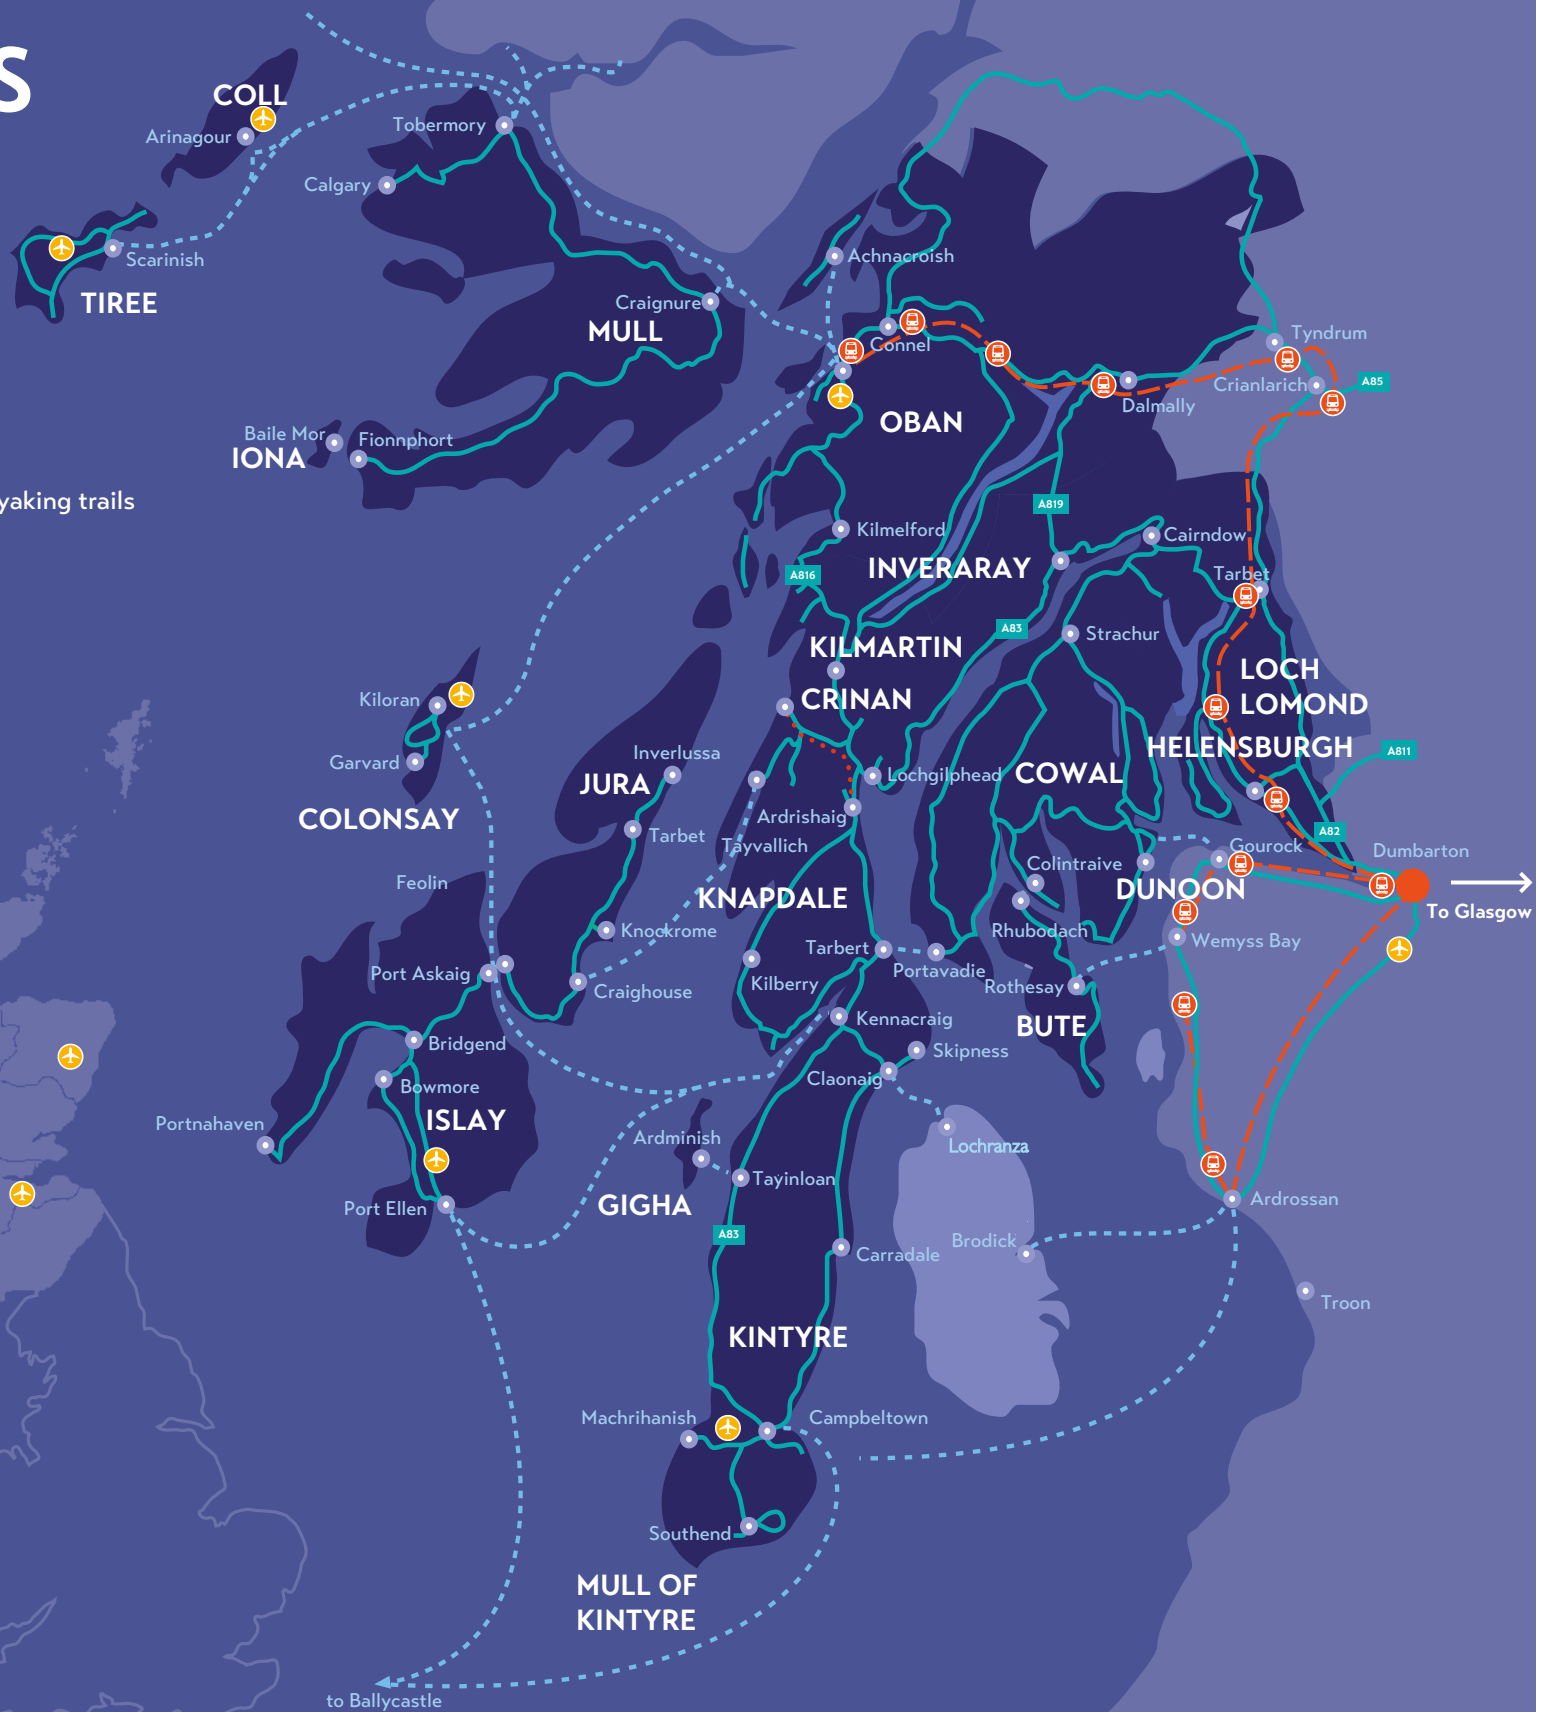 S
COLL
Arinagour
Tobermory
Calgary
Scarinish
TIREE
Achnacroish
Craignure
MULL
Connel
Tyndrum
Crianlarich
A85
Dalmally
OBAN
Baile Mor
IONA
Fionnphort
yaking trails
A819
Kilmelford
Cairndow
INVERARAY
A816
Tarbet
A83
Strachur
KILMARTIN
LOCH
LOMOND
Kiloran
CRINAN
HELENSBURGH
A811
Garvard
Inverlussa
JURA
Lochgilphead
COWAL
COLONSAY
Ardrishaig
A82
Tarbet
Tayvallich
Gourock
Dumbarton
Colintraive
Feolin
DUNOON
KNAPDALE
To Glasgow
Knockrome
Rhubodach
Wemyss Bay
Tarbert
Port Askaig
Portavadie
Kilberry
Rothesay
Craighouse
Kennacraig
BUTE
Bridgend
Skipness
Claonaig
Bowmore
ISLAY
Portnahaven
Ardminish
Lochranza
Tayinloan
GIGHA
Port Ellen
Ardrossan
A83
Brodick
Carradale
Troon
KINTYRE
Machrihanish
Campbeltown
Southend
MULL OF
KINTYRE
to Ballycastle